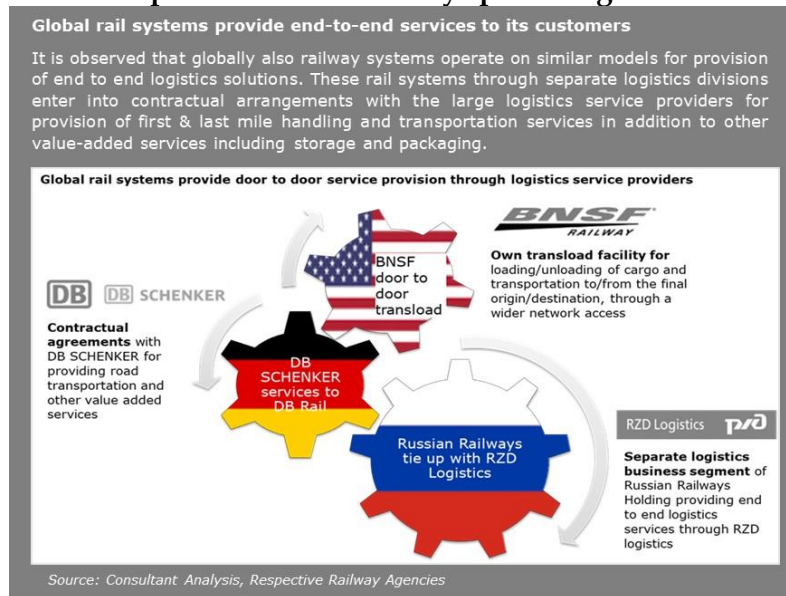 Global rail systems provide end-to-end services to its customers
It is observed that globally also railway systems operate on similar models for provision
of end to end logistics solutions. These rail systems through separate logistics divisions
enter into contractual arrangements with the large logistics service providers for
provision of first & last mile handling and transportation services in addition to other
value-added services including storage and packaging.
Global rail systems provide door to door service provision through logistics service providers
BNSF
RAILWAY
BNSF
door to
door
transload
Own transload facility for
loading/unloading of cargo and
transportation to/from the final
origin/destination, through a
wider network access
DB
DB SCHENKER
Contractual
agreements with
DB SCHENKER for
providing road
transportation and
other value added
services
DB
SCHENKER
services to
DB Rail
Russian Railways
tie up with RZD
Logistics
RZD Logistics
Separate logistics
business segment of
Russian Railways
Holding providing end
to end logistics
services through RZD
logistics
Source: Consultant Analysis, Respective Railway Agencies